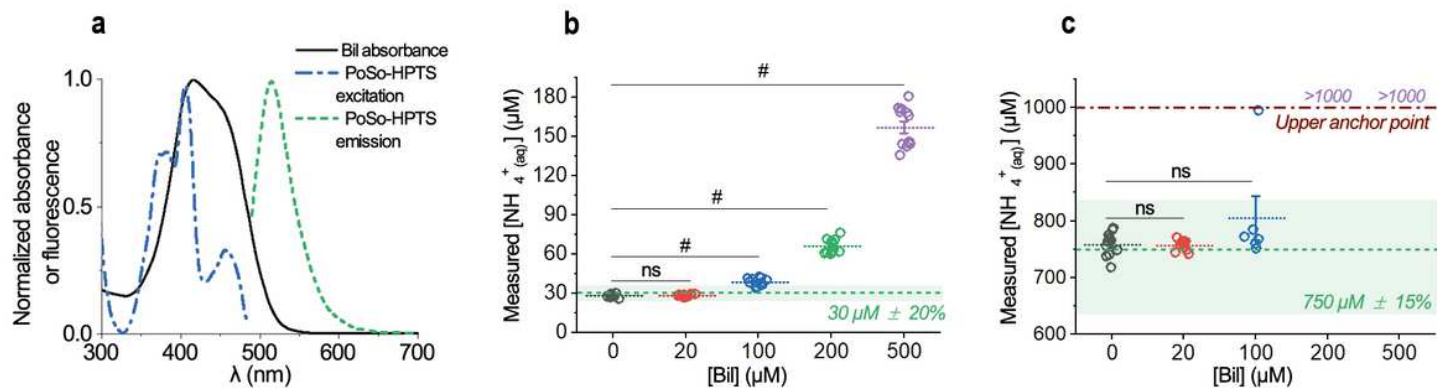 a
Bil absorbance
PoSo-HPTS
excitation
PoSo-HPTS
emission
Normalized absorbance
or fluorescence
1.0
0.5
0.0
300
400
500
600
700
λ (nm)
b
Measured [NH4+(aq)] (µM)
180
150
120
90
60
30
0
#
#
#
ns
30 µM ± 20%
0
20
100
200
500
[Bil] (µM)
c
Measured [NH4+(aq)] (µM)
1000
900
800
700
600
>1000
>1000
Upper anchor point
ns
ns
750 µM ± 15%
0
20
100
200
500
[Bil] (µM)